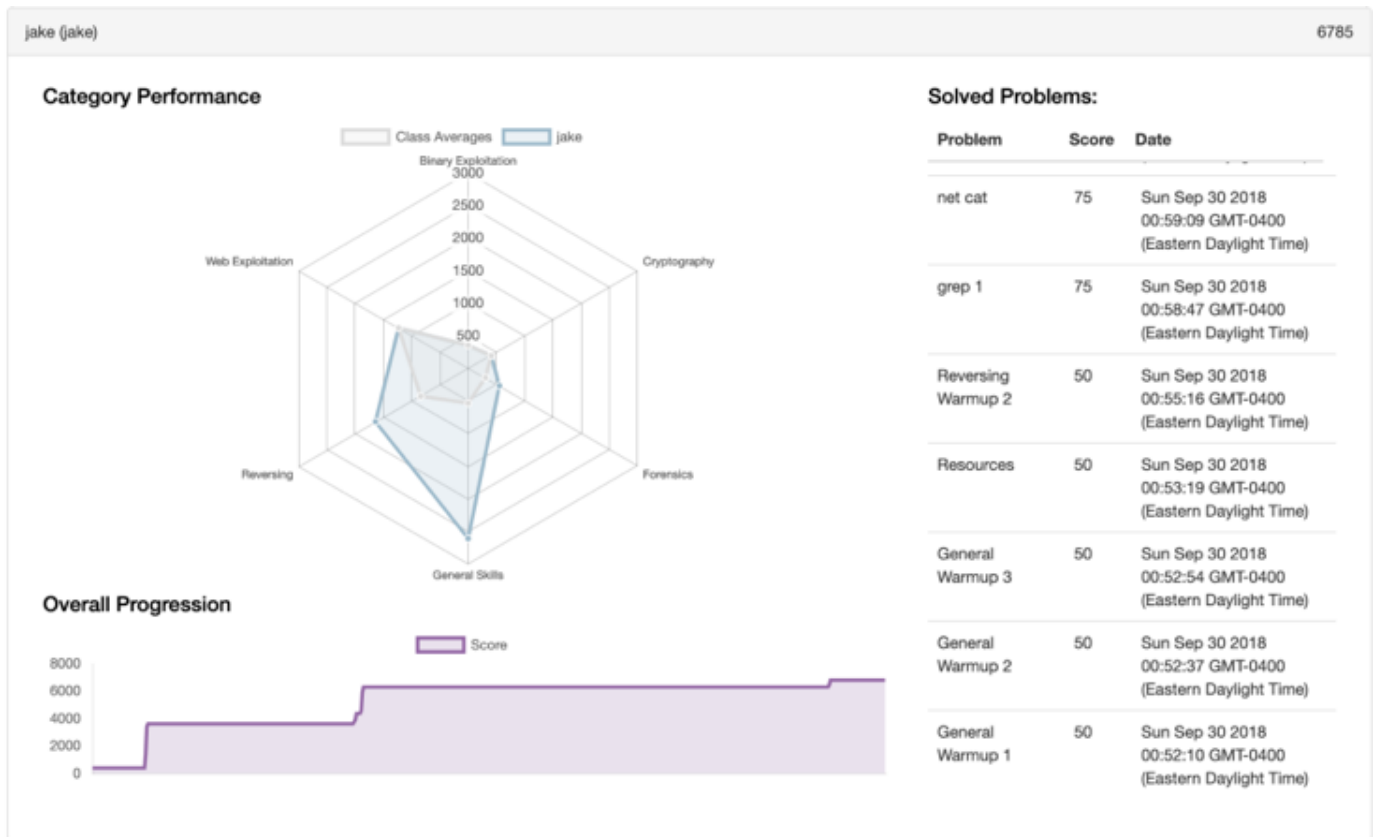 jake (jake) 6785
Category Performance
Class Averages jake
Binary Exploitation
3000
2500
2000
1500
1000
500
Web Exploitation
Cryptography
Reversing
Forensics
General Skills
Overall Progression
Score
8000
6000
4000
2000
0
Solved Problems:
Problem Score Date
net cat 75 Sun Sep 30 2018
00:59:09 GMT-0400
(Eastern Daylight Time)
grep 1 75 Sun Sep 30 2018
00:58:47 GMT-0400
(Eastern Daylight Time)
Reversing 50 Sun Sep 30 2018
Warmup 2 00:55:16 GMT-0400
(Eastern Daylight Time)
Resources 50 Sun Sep 30 2018
00:53:19 GMT-0400
(Eastern Daylight Time)
General 50 Sun Sep 30 2018
Warmup 3 00:52:54 GMT-0400
(Eastern Daylight Time)
General 50 Sun Sep 30 2018
Warmup 2 00:52:37 GMT-0400
(Eastern Daylight Time)
General 50 Sun Sep 30 2018
Warmup 1 00:52:10 GMT-0400
(Eastern Daylight Time)